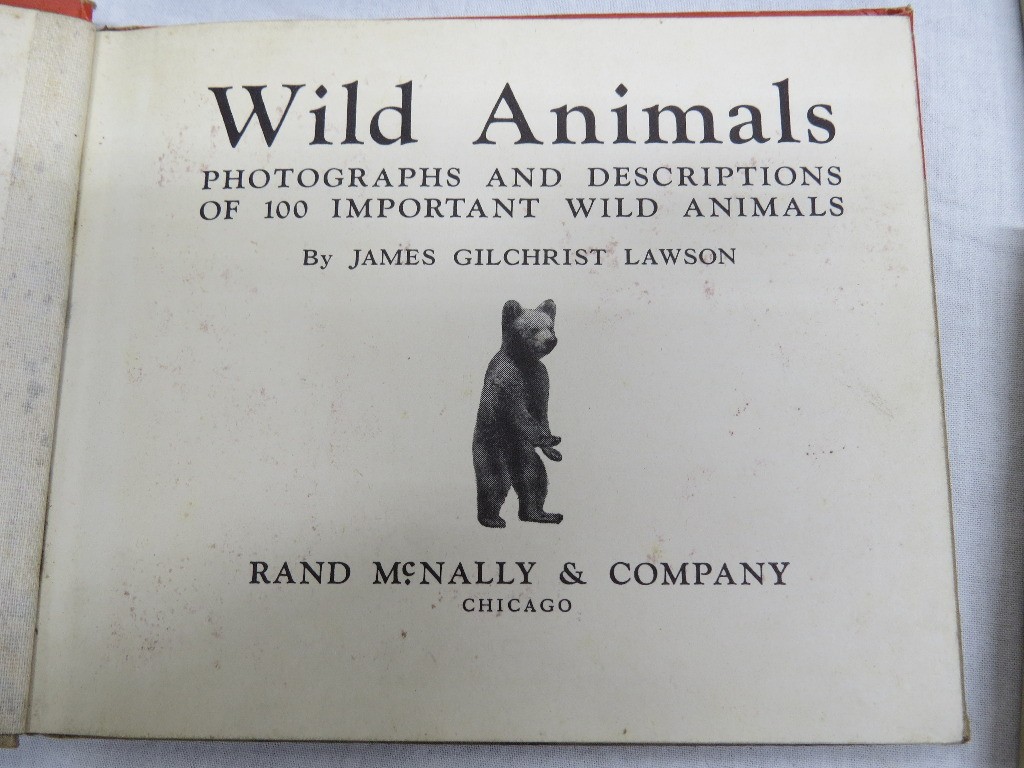 Wild Animals
PHOTOGRAPHS AND DESCRIPTIONS
OF 100 IMPORTANT WILD ANIMALS
By JAMES GILCHRIST LAWSON
RAND McNALLY & COMPANY
CHICAGO